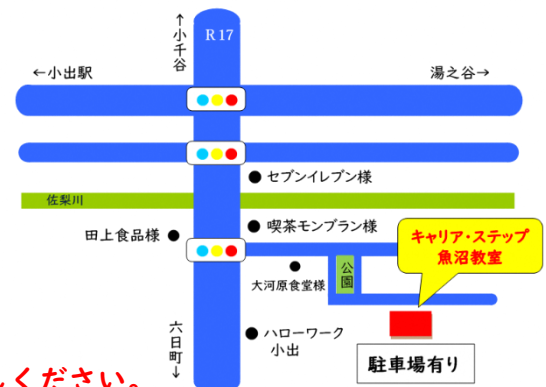 ↑小千谷
R17
←小出駅
湯之谷→
セブンイレブン様
佐梨川
田上食品様
喫茶モンブラン様
キャリア・ステップ
魚沼教室
大河原食堂様
公園
六日町↓
ハローワーク
小出
駐車場有り
ください。